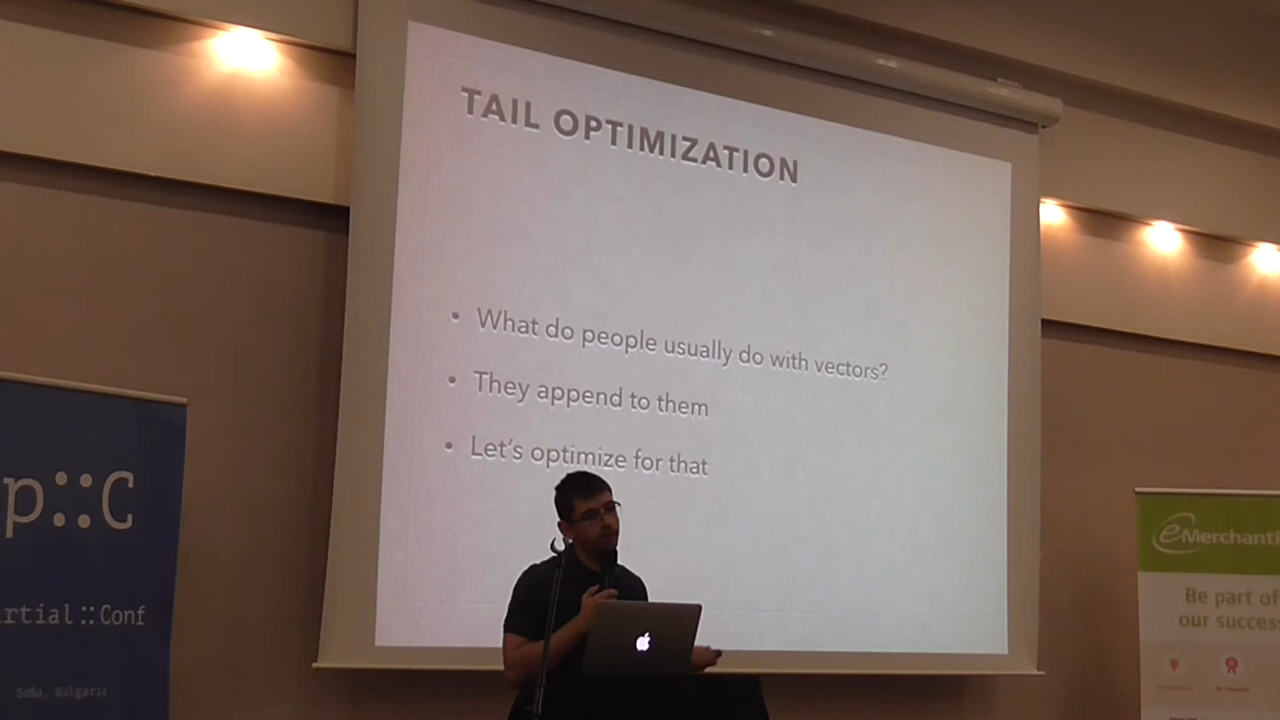 TAIL OPTIMIZATION
• What do people usually do with vectors?
• They append to them
• Let's optimize for that
p::C
rtial::Conf
Sofia, Bulgaria
eMerchant
Be part of
our success